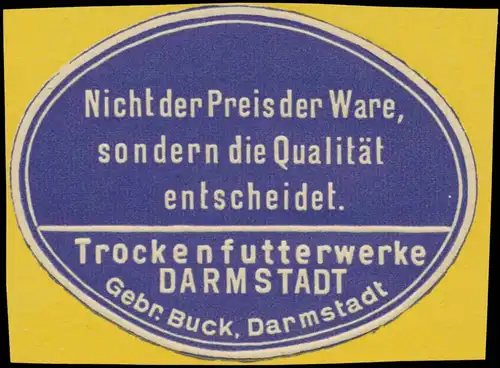 Nicht der Preis der Ware,
sondern die Qualität
entscheidet.
Trockenfutterwerke
DARMSTADT
Gebr. Buck, Darmstadt